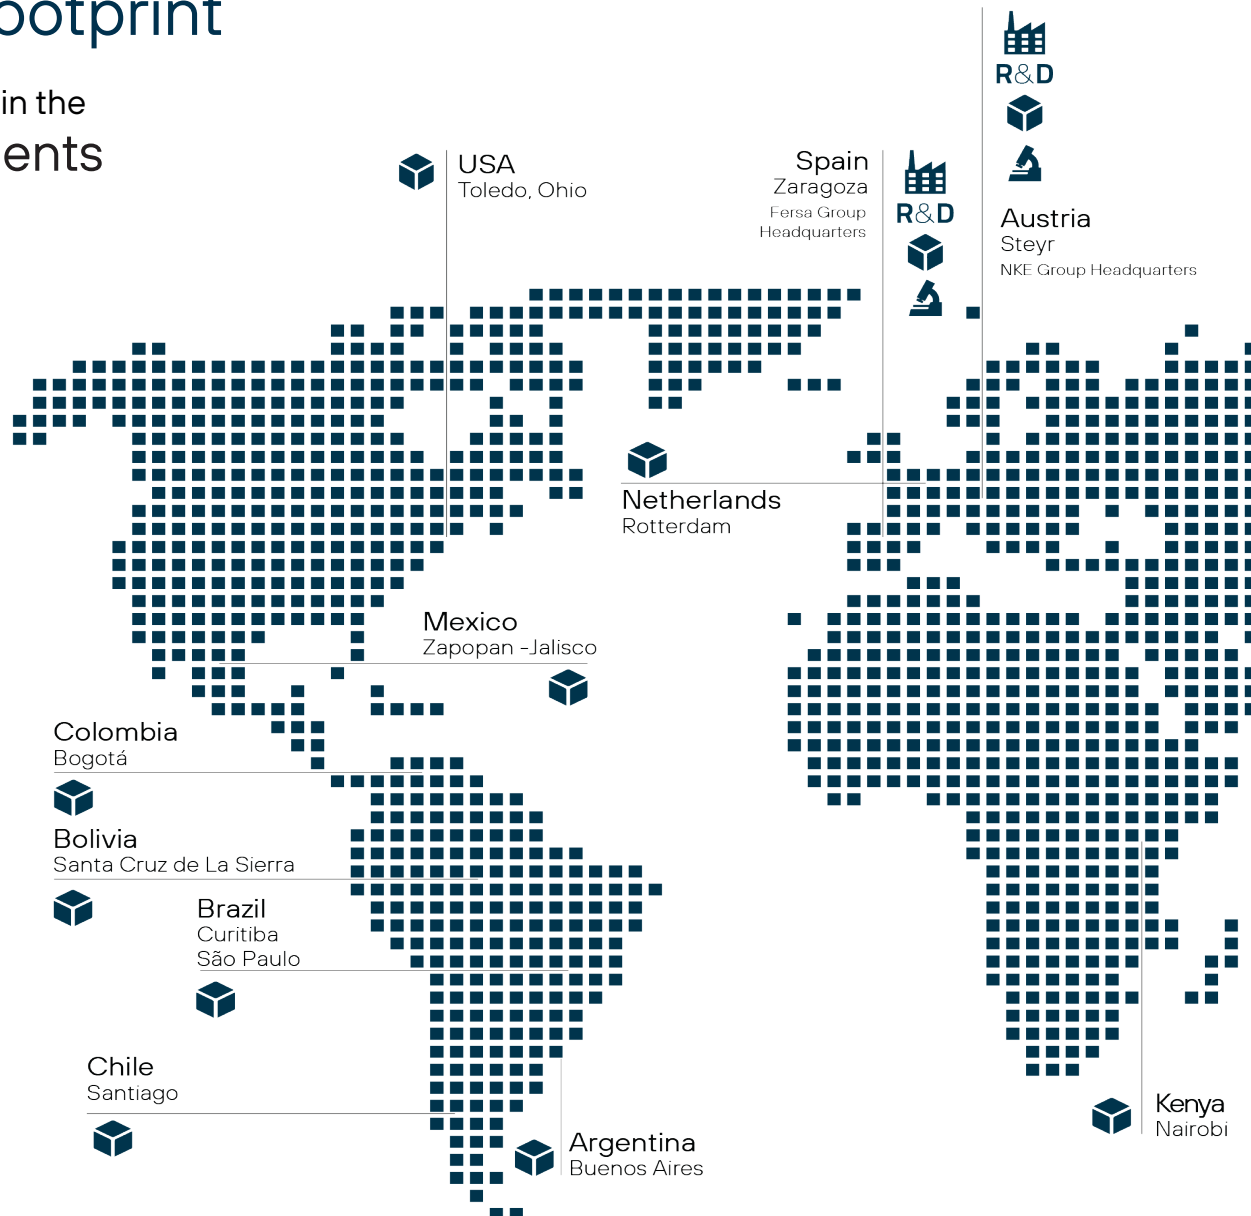 ootprint
in the
ents
R&D
USA
Toledo, Ohio
Spain
Zaragoza
Fersa Group
Headquarters
R&D
Austria
Steyr
NKE Group Headquarters
Netherlands
Rotterdam
Mexico
Zapopan -Jalisco
Colombia
Bogotá
Bolivia
Santa Cruz de La Sierra
Brazil
Curitiba
São Paulo
Chile
Santiago
Argentina
Buenos Aires
Kenya
Nairobi